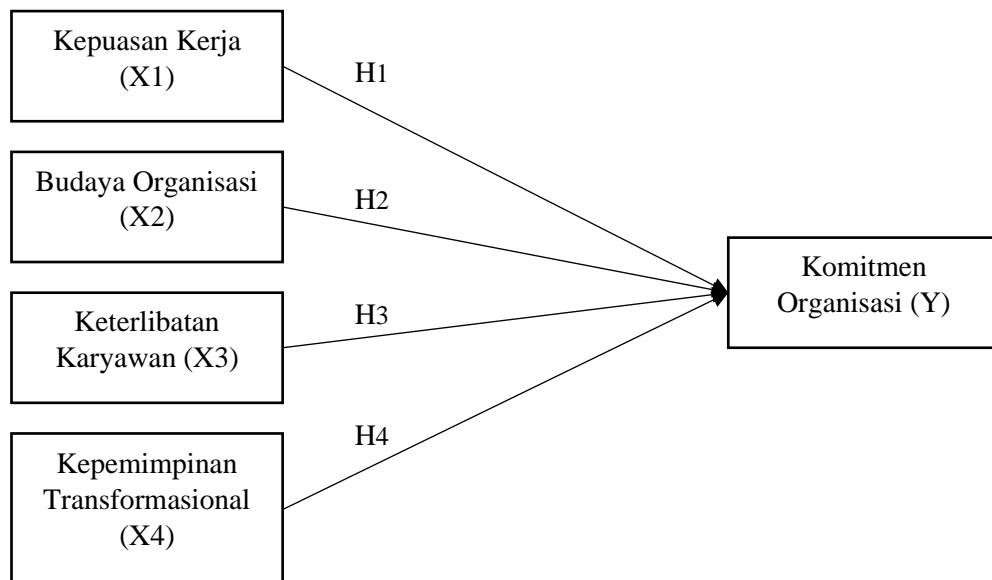 Kepuasan Kerja
(X1)
H1
Budaya Organisasi
(X2)
H2
Komitmen
Organisasi (Y)
Keterlibatan
Karyawan (X3)
H3
Kepemimpinan
Transformasional
(X4)
H4